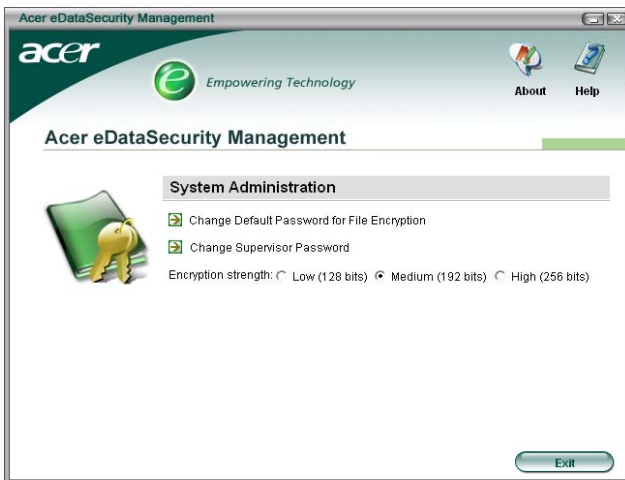 Acer eDataSecurity Management
acer
e Empowering Technology
About Help
Acer eDataSecurity Management
System Administration
Change Default Password for File Encryption
Change Supervisor Password
Encryption strength: Low (128 bits) Medium (192 bits) High (256 bits)
Exit